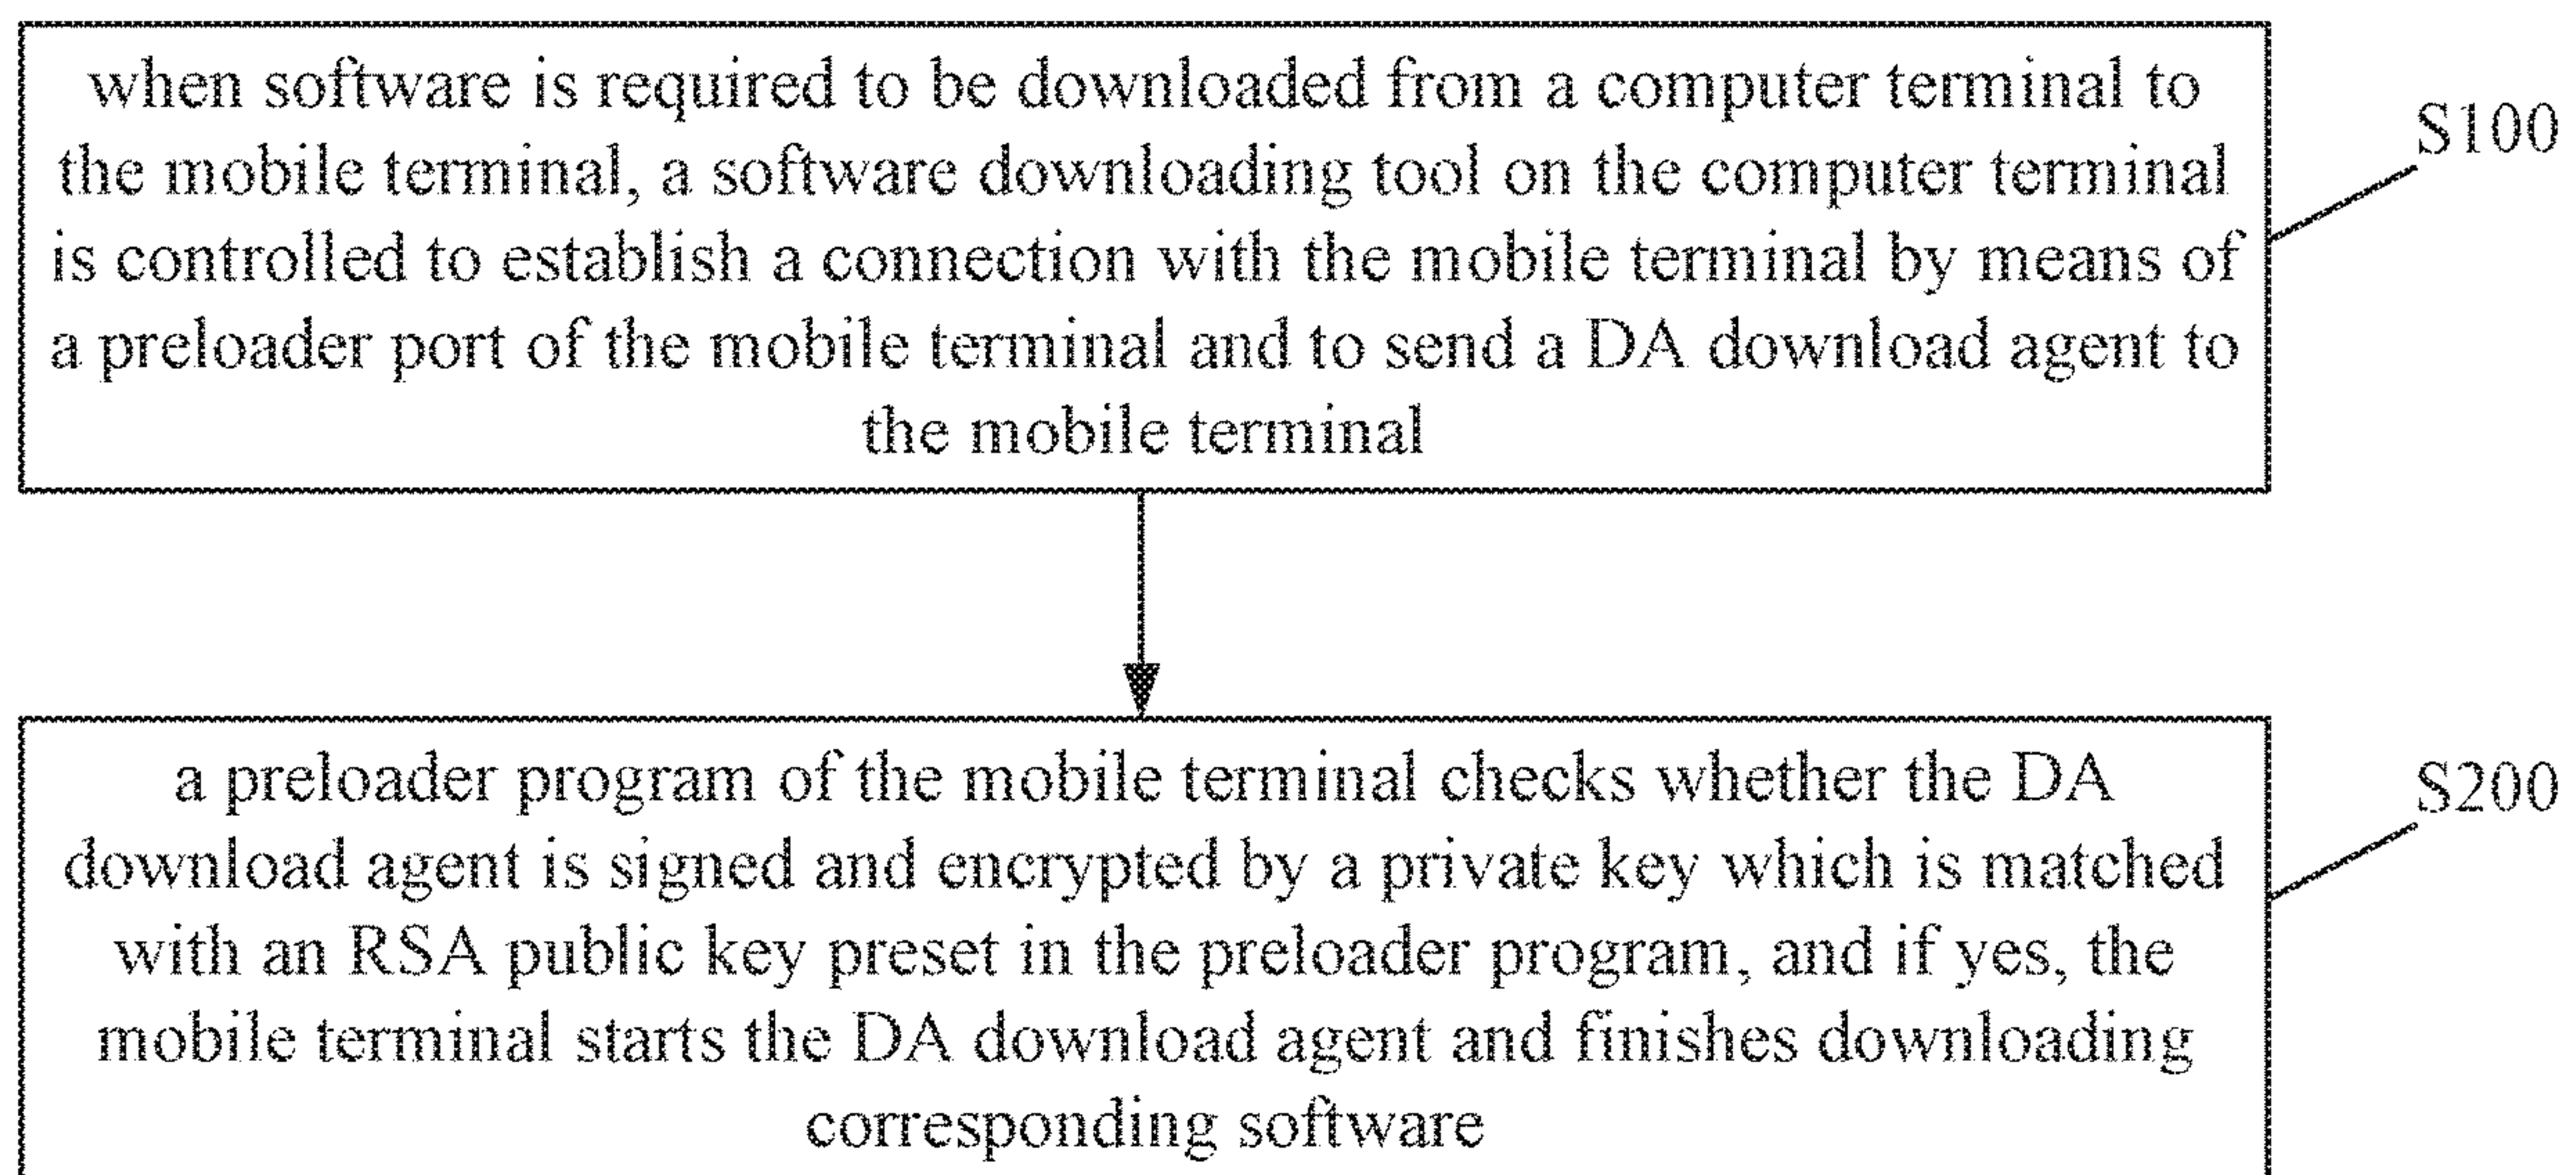 when software is required to be downloaded from a computer terminal to
the mobile terminal, a software downloading tool on the computer terminal
is controlled to establish a connection with the mobile terminal by means of
a preloader port of the mobile terminal and to send a DA download agent to
the mobile terminal
S100
a preloader program of the mobile terminal checks whether the DA
download agent is signed and encrypted by a private key which is matched
with an RSA public key preset in the preloader program, and if yes, the
mobile terminal starts the DA download agent and finishes downloading
corresponding software
S200